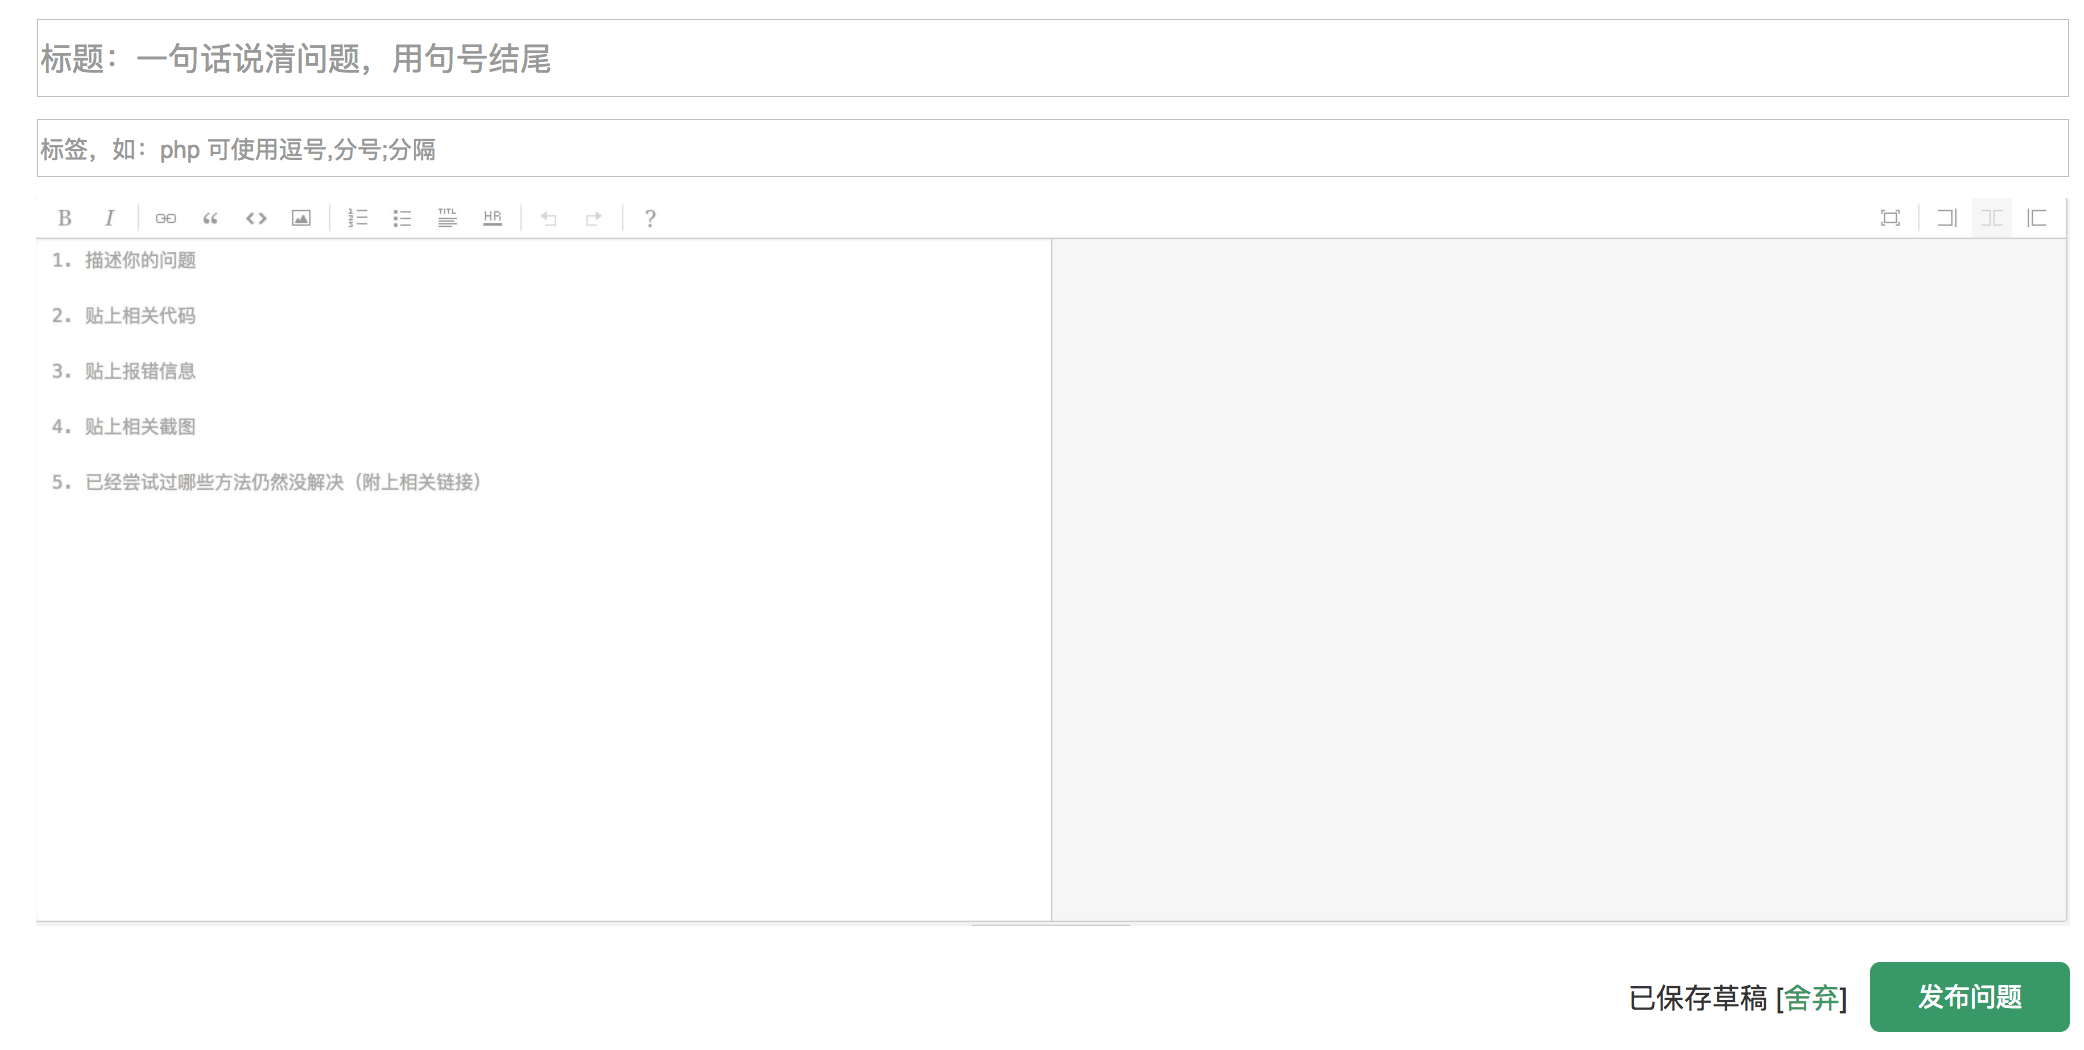 标题：一句话说清问题，用句号结尾
标签，如：php 可使用逗号,分号;分隔
B I “ <> TITL HR ?
1. 描述你的问题
2. 贴上相关代码
3. 贴上报错信息
4. 贴上相关截图
5. 已经尝试过哪些方法仍然没解决（附上相关链接）
已保存草稿 [舍弃] 发布问题